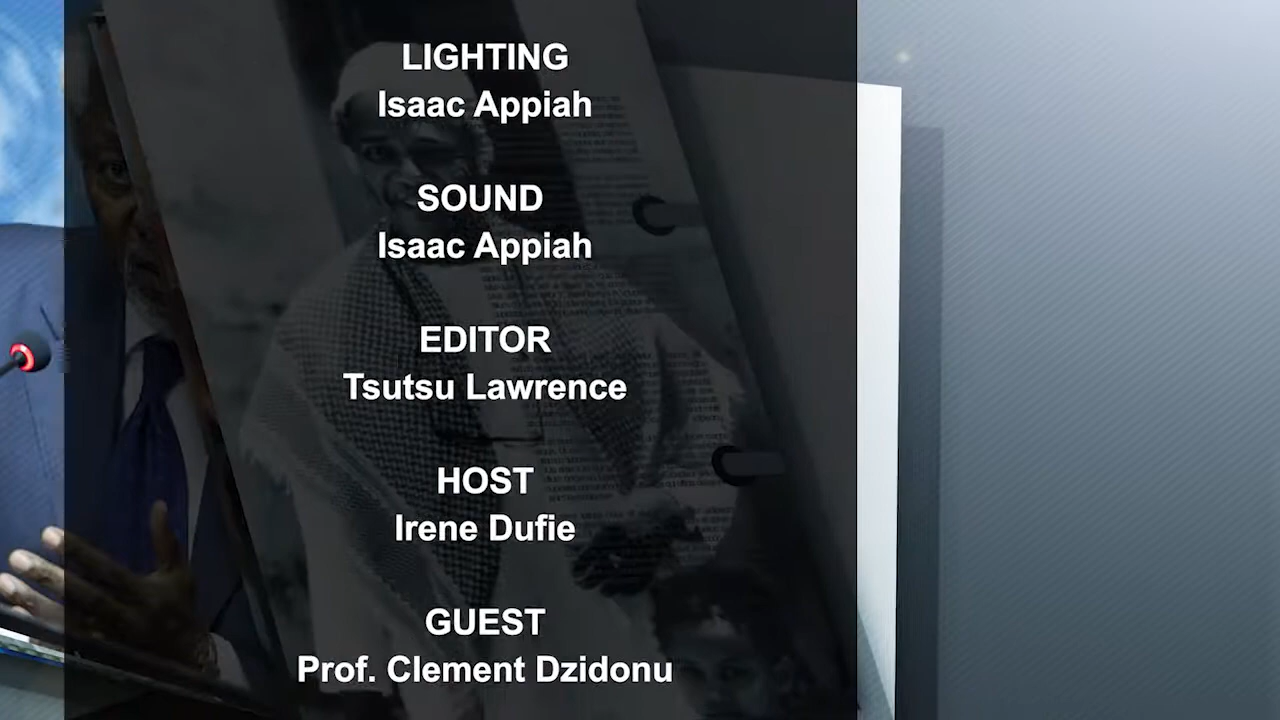 LIGHTING
Isaac Appiah
SOUND
Isaac Appiah
EDITOR
Tsutsu Lawrence
HOST
Irene Dufie
GUEST
Prof. Clement Dzidonu